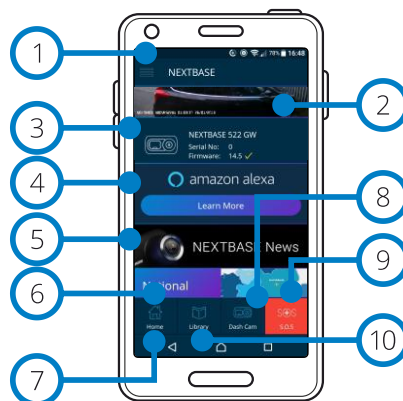 78% 16:48
NEXTBASE
NEXTBASE 522 GW
Serial No: 0
Firmware: 14.5
amazon alexa
Learn More
NEXTBASE News
National
Home Library Dash Cam SOS
S.O.S
1
2
3
4
5
6
7
8
9
10